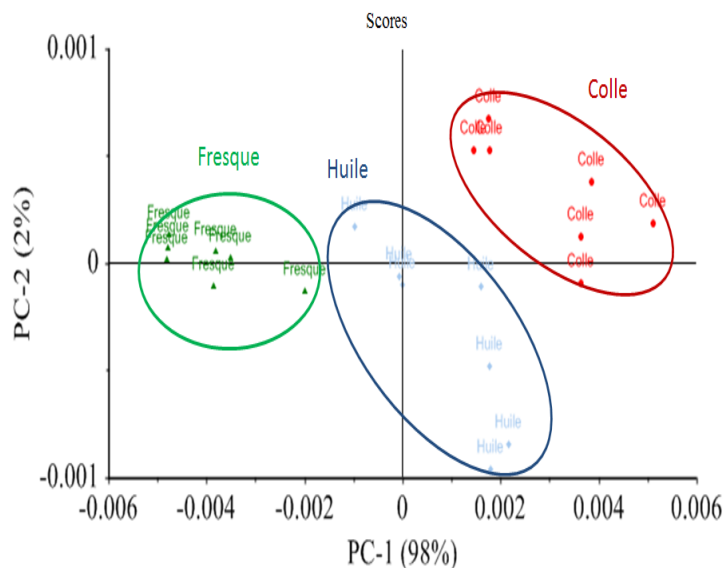 Scores
0.001
Colle
Colle
Colle Colle
Fresque
Huile
Colle
Colle
Fresque
Fresque
Fresque
Fresque
Fresque
Huile
Colle
0
Fresque
Fresque
Huile
Huile
Huile
Colle
PC-2 (2%)
Huile
Huile
Huile
-0.001
-0.006 -0.004 -0.002 0 0.002 0.004 0.006
PC-1 (98%)